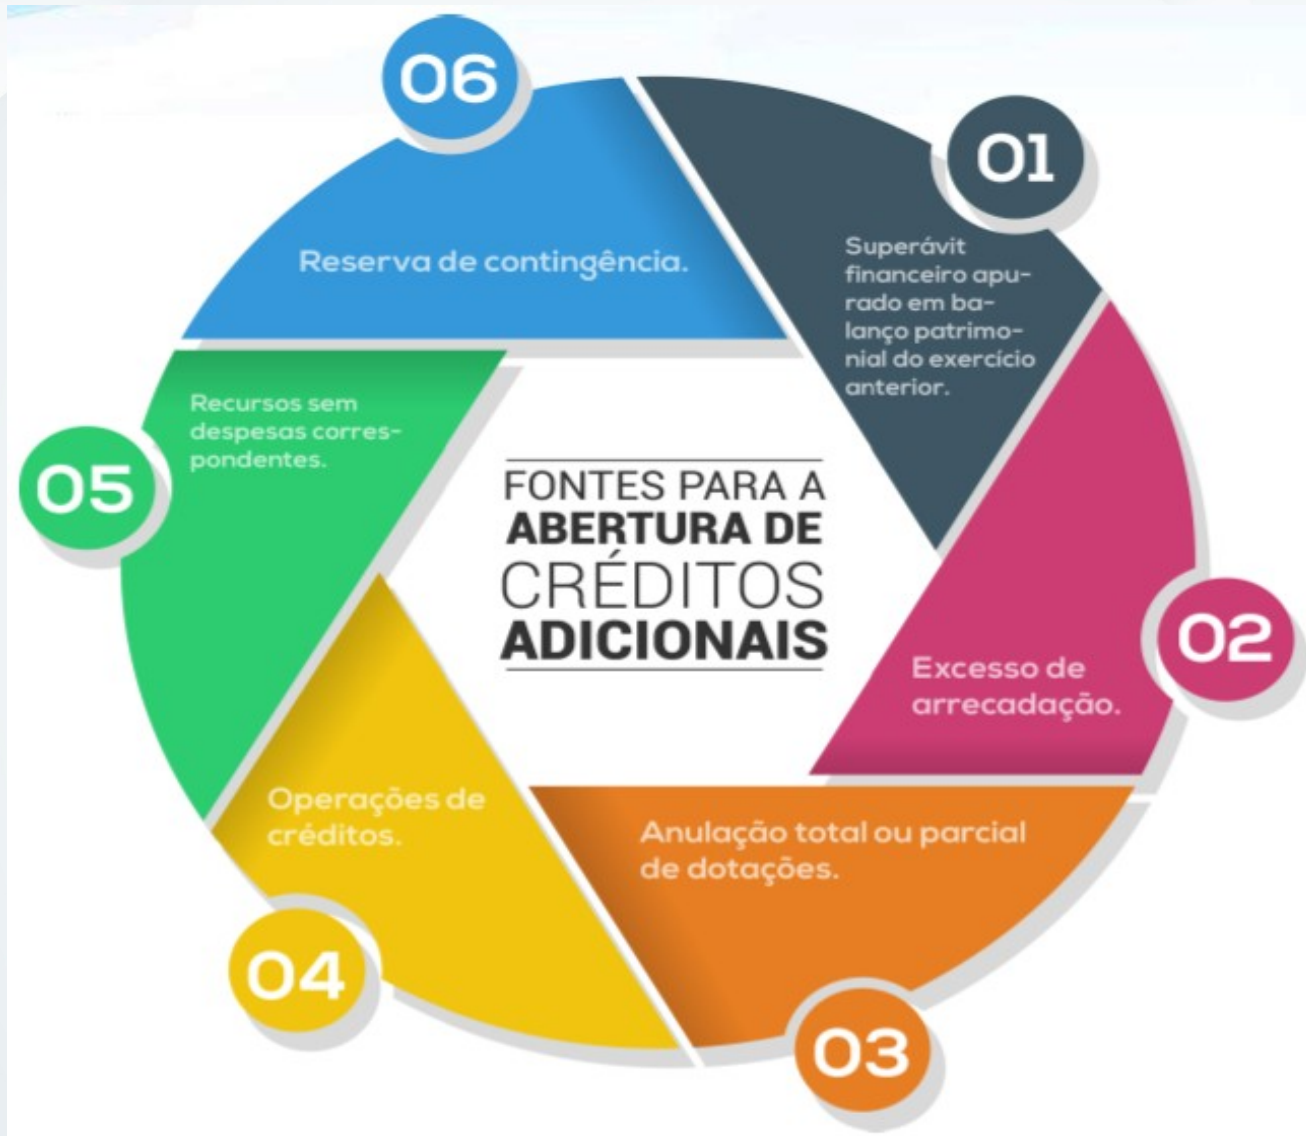 FONTES PARA A
ABERTURA DE
CRÉDITOS
ADICIONAIS
01
Superávit
financeiro apu-
rado em ba-
lanço patrimo-
nial do exercício
anterior.
02
Excesso de
arrecadação.
03
Anulação total ou parcial
de dotações.
04
Operações de
créditos.
05
Recursos sem
despesas corres-
pondentes.
06
Reserva de contingência.